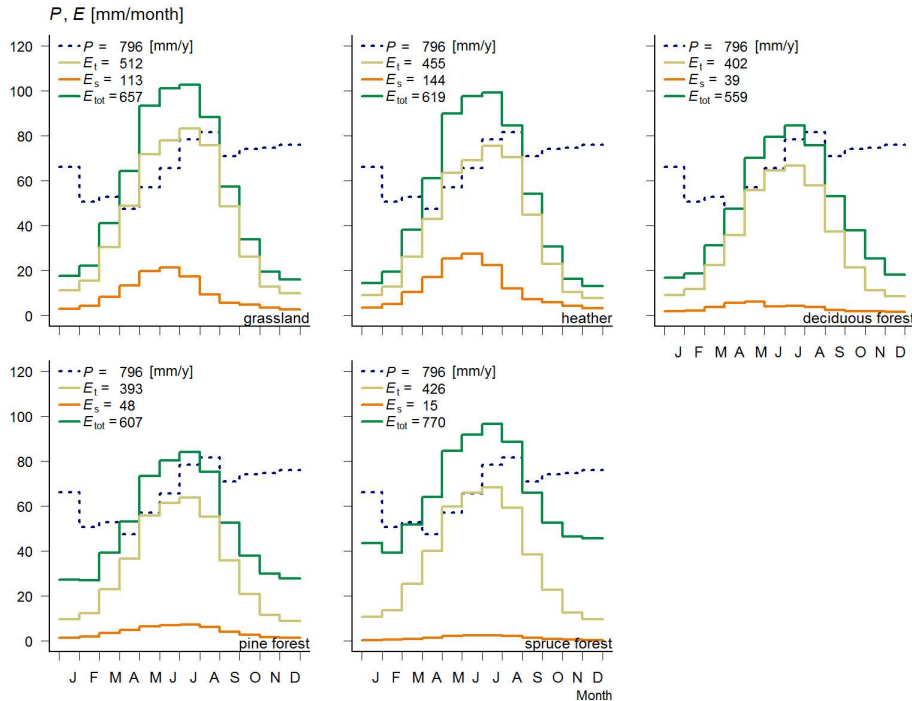 P, E [mm/month]
120
100
80
60
40
20
0
P = 796 [mm/y]
Et = 512
Es = 113
Etot = 657
grassland
P = 796 [mm/y]
Et = 455
Es = 144
Etot = 619
heather
P = 796 [mm/y]
Et = 402
Es = 39
Etot = 559
deciduous forest
J F M A M J J A S O N D
120
100
80
60
40
20
0
P = 796 [mm/y]
Et = 393
Es = 48
Etot = 607
pine forest
J F M A M J J A S O N D
P = 796 [mm/y]
Et = 426
Es = 15
Etot = 770
spruce forest
J F M A M J J A S O N D
Month